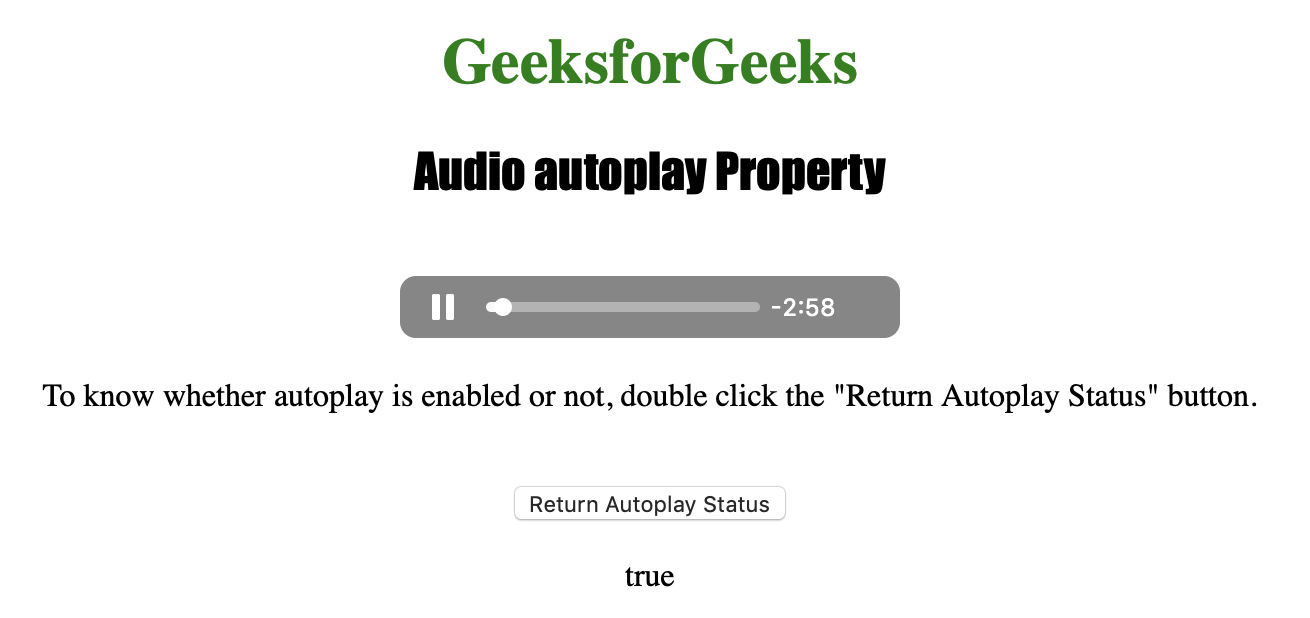 GeeksforGeeks
Audio autoplay Property
-2:58
To know whether autoplay is enabled or not, double click the "Return Autoplay Status" button.
Return Autoplay Status
true